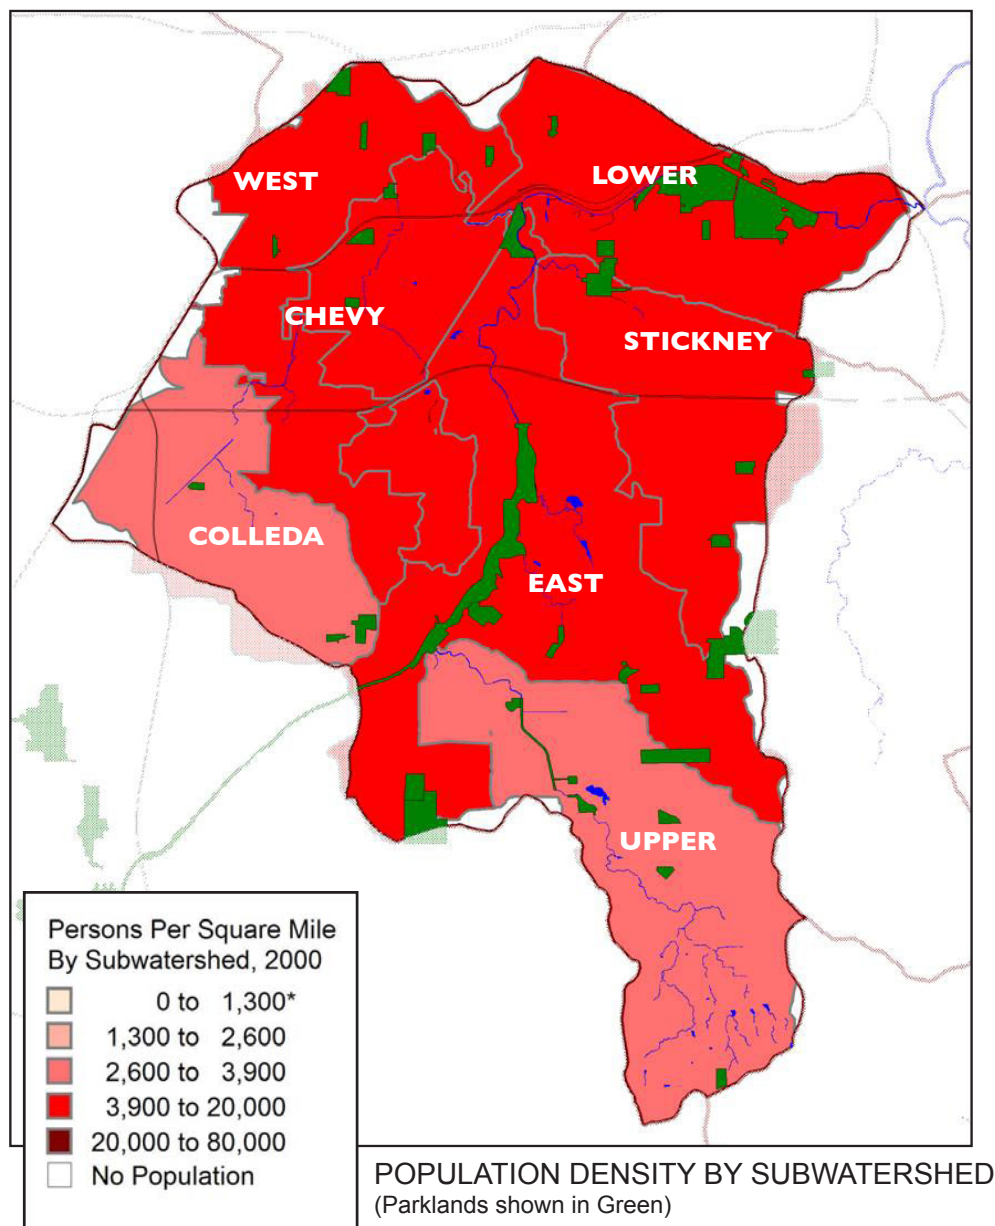 WEST
LOWER
CHEVY
STICKNEY
COLLEDA
EAST
UPPER
Persons Per Square Mile
By Subwatershed, 2000
0 to 1,300*
1,300 to 2,600
2,600 to 3,900
3,900 to 20,000
20,000 to 80,000
No Population
POPULATION DENSITY BY SUBWATERSHED
(Parklands shown in Green)